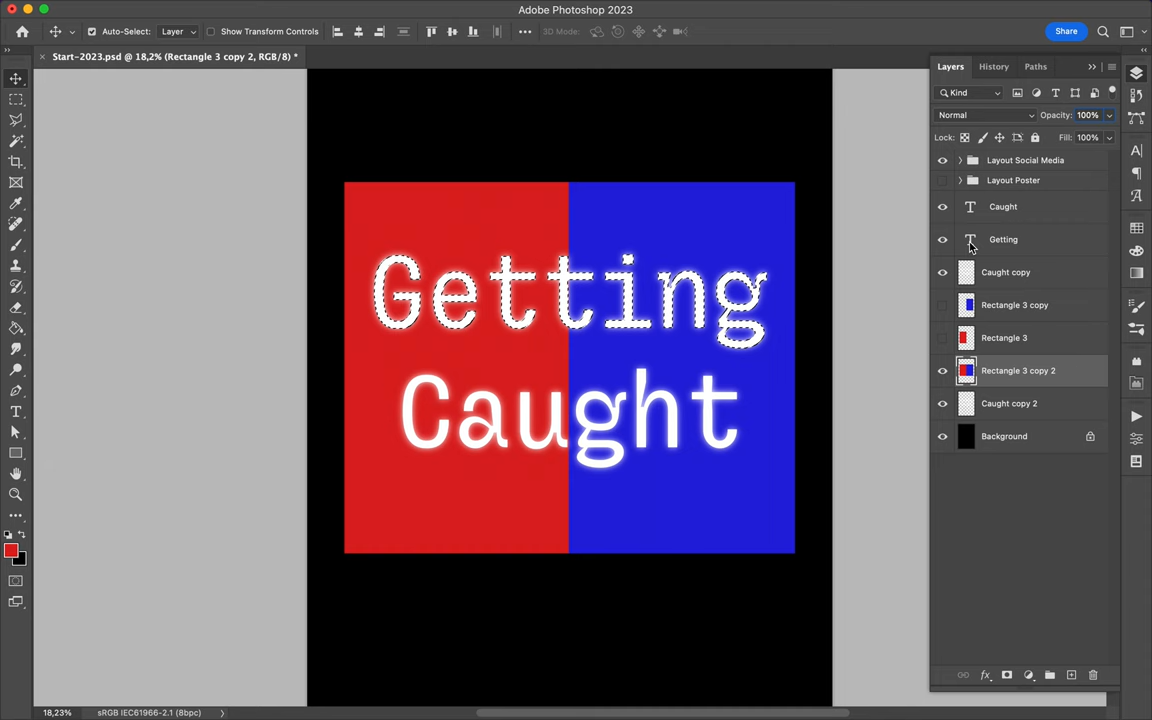 Adobe Photoshop 2023
Auto-Select:
Layer
Show Transform Controls
3D Mode:
Share
Start-2023.psd @ 18,2% (Rectangle 3 copy 2, RGB/8) *
Layers
History
Paths
Kind
Normal
Opacity:
100%
Lock:
Fill:
100%
Layout Social Media
Layout Poster
Caught
Getting
Caught copy
Rectangle 3 copy
Rectangle 3
Rectangle 3 copy 2
Caught copy 2
Background
Getting
Caught
18,23%
sRGB IEC61966-2.1 (8bpc)